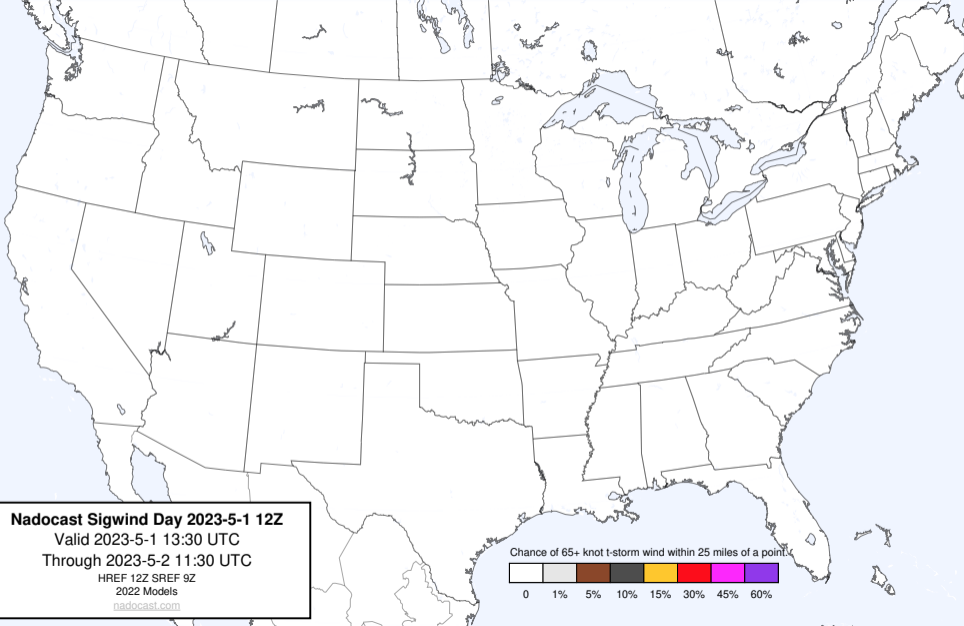 Nadocast Sigwind Day 2023-5-1 12Z
Valid 2023-5-1 13:30 UTC
Through 2023-5-2 11:30 UTC
HREF 12Z SREF 9Z
2022 Models
nadocast.com
Chance of 65+ knot t-storm wind within 25 miles of a point.
0 1% 5% 10% 15% 30% 45% 60%